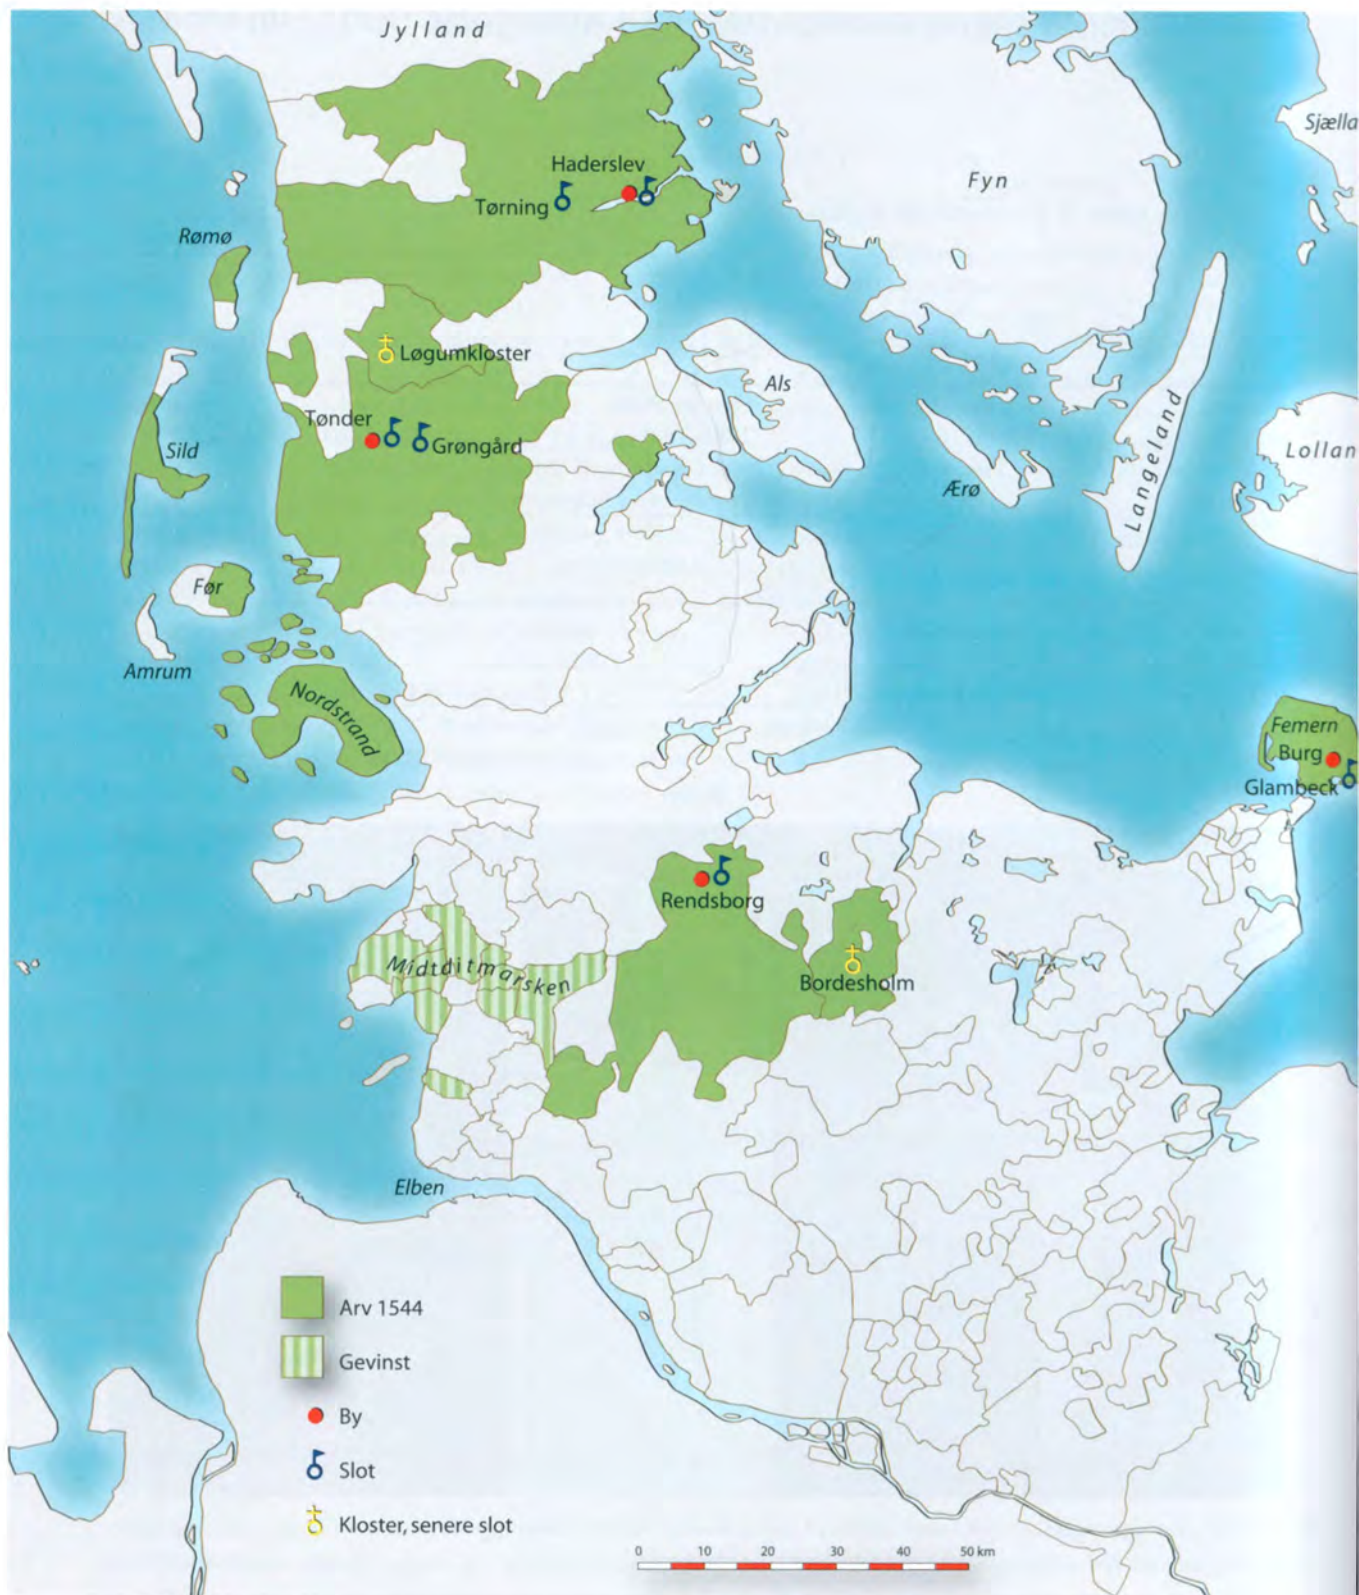 Jylland
Sjælla
Haderslev
Fyn
Tørning
Rømø
Løgumkloster
Als
Tønder
Grøngård
Sild
Langeland
Lollan
Ærø
Før
Amrum
Nordstrand
Femern
Burg
Glambeck
Rendsborg
Midtditmarsken
Bordesholm
Elben
Arv 1544
Gevinst
By
Slot
Kloster, senere slot
0 10 20 30 40 50 km